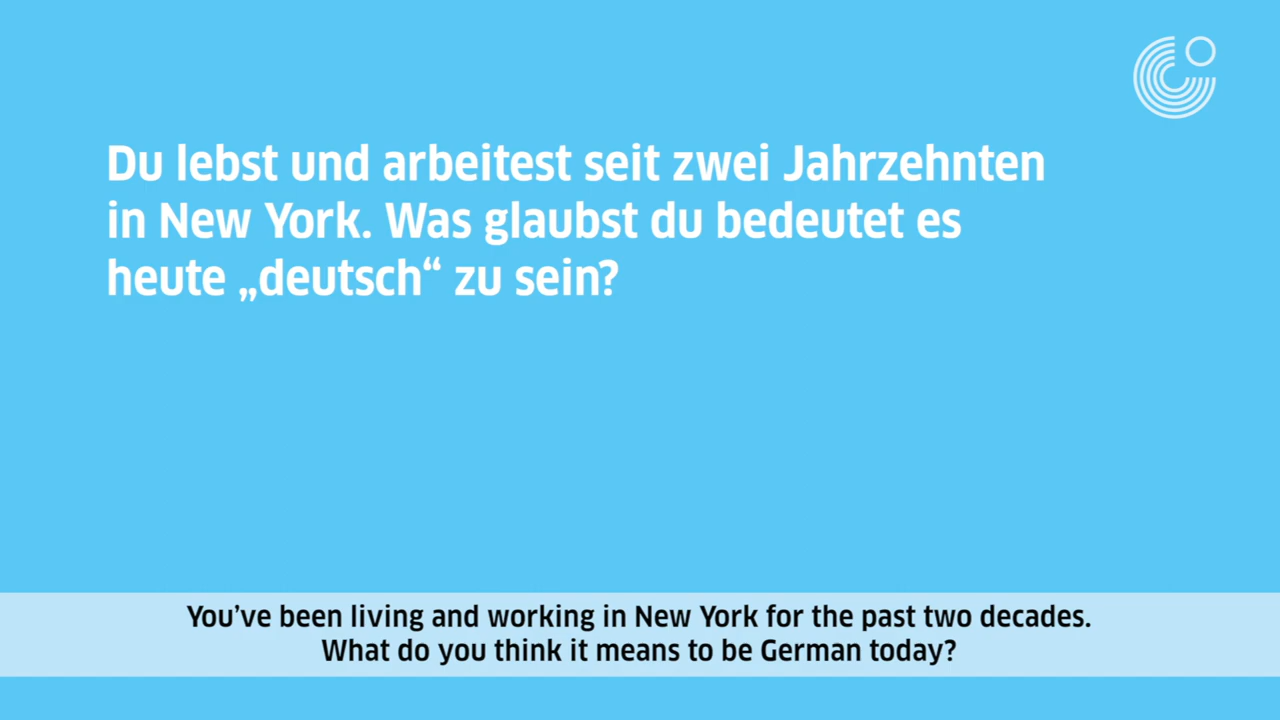 Du lebst und arbeitest seit zwei Jahrzehnten
in New York. Was glaubst du bedeutet es
heute „deutsch“ zu sein?
You’ve been living and working in New York for the past two decades.
What do you think it means to be German today?